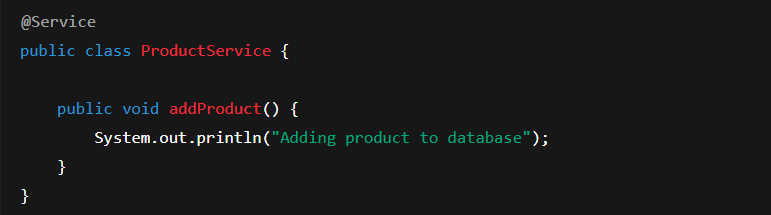 @Service
public class ProductService {
public void addProduct() {
System.out.println("Adding product to database");
}
}